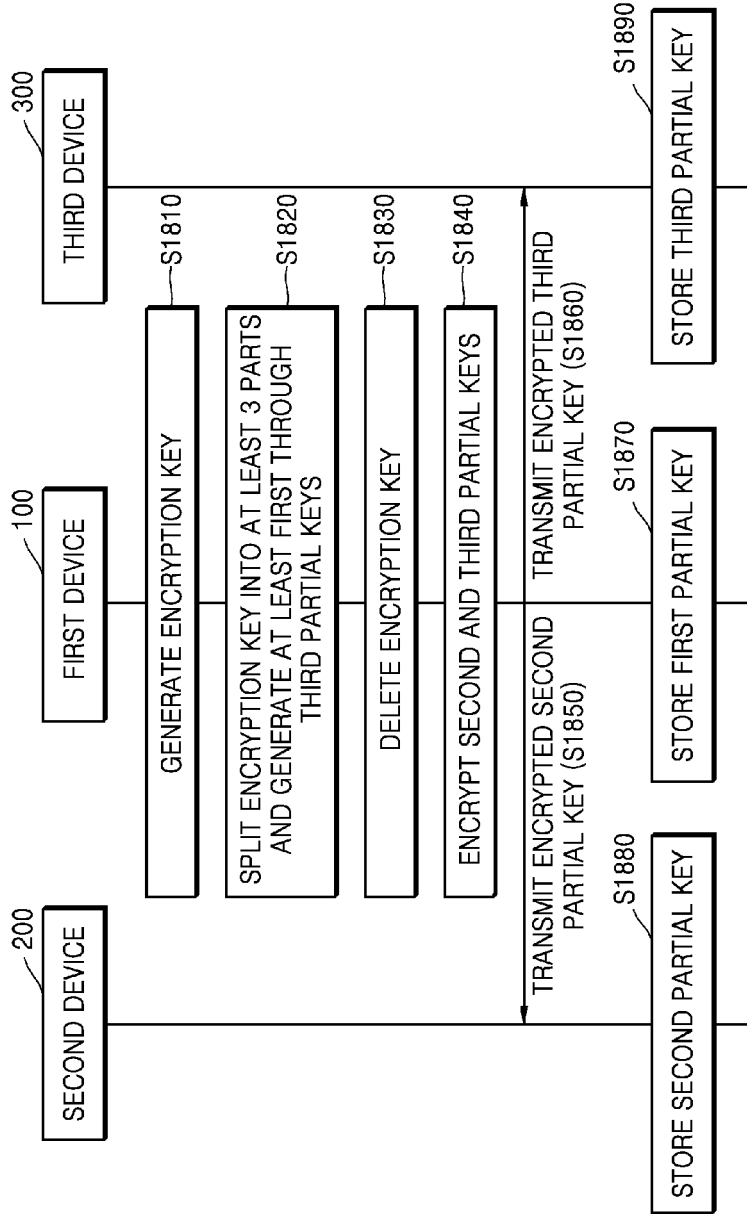 200
SECOND DEVICE
100
FIRST DEVICE
300
THIRD DEVICE
GENERATE ENCRYPTION KEY
S1810
SPLIT ENCRYPTION KEY INTO AT LEAST 3 PARTS
AND GENERATE AT LEAST FIRST THROUGH
THIRD PARTIAL KEYS
S1820
DELETE ENCRYPTION KEY
S1830
ENCRYPT SECOND AND THIRD PARTIAL KEYS
S1840
TRANSMIT ENCRYPTED SECOND
PARTIAL KEY (S1850)
TRANSMIT ENCRYPTED THIRD
PARTIAL KEY (S1860)
S1880
STORE SECOND PARTIAL KEY
S1870
STORE FIRST PARTIAL KEY
S1890
STORE THIRD PARTIAL KEY